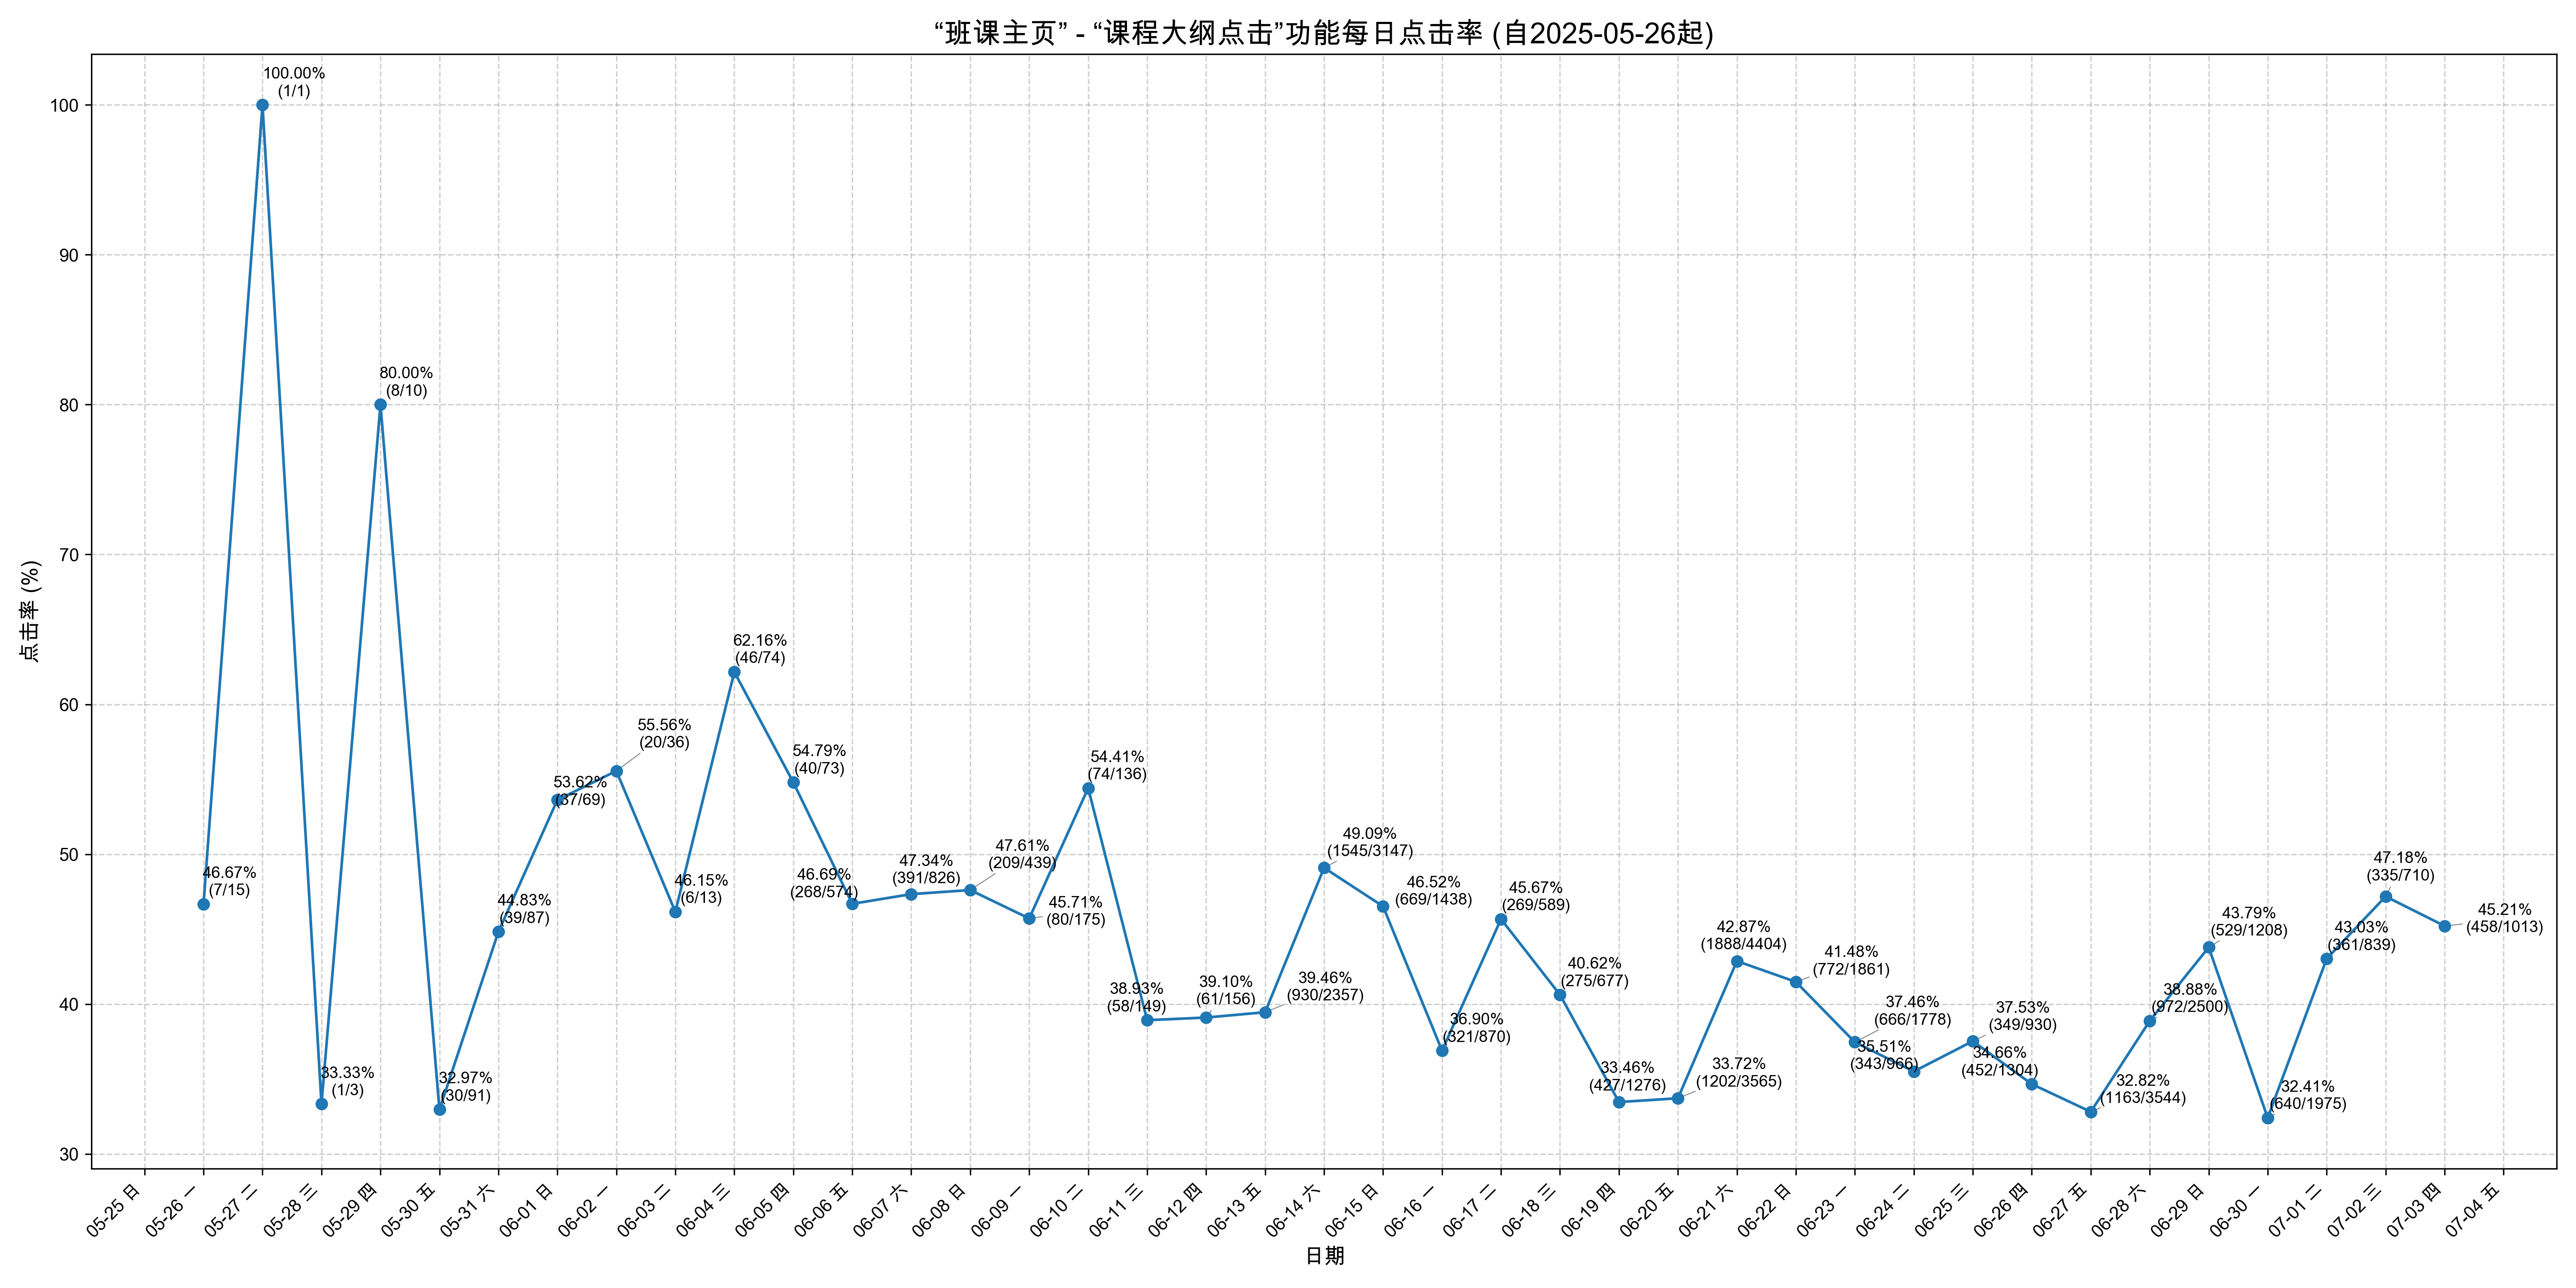 “班课主页” - “课程大纲点击”功能每日点击率 (自2025-05-26起)
点击率 (%)
100
90
80
70
60
50
40
30
46.67%
(7/15)
100.00%
(1/1)
33.33%
(1/3)
80.00%
(8/10)
32.97%
(30/91)
44.83%
(39/87)
53.62%
(37/69)
55.56%
(20/36)
46.15%
(6/13)
62.16%
(46/74)
54.79%
(40/73)
46.69%
(268/574)
47.34%
(391/826)
47.61%
(209/439)
45.71%
(80/175)
54.41%
(74/136)
38.93%
(58/149)
39.10%
(61/156)
39.46%
(930/2357)
49.09%
(1545/3147)
46.52%
(669/1438)
36.90%
(321/870)
45.67%
(269/589)
40.62%
(275/677)
33.46%
(427/1276)
33.72%
(1202/3565)
42.87%
(1888/4404)
41.48%
(772/1861)
37.46%
(666/1778)
35.51%
(343/966)
37.53%
(349/930)
34.66%
(452/1304)
32.82%
(1163/3544)
38.88%
(972/2500)
43.79%
(529/1208)
32.41%
(640/1975)
43.03%
(361/839)
47.18%
(335/710)
45.21%
(458/1013)
05-25 日
05-26 一
05-27 二
05-28 三
05-29 四
05-30 五
05-31 六
06-01 日
06-02 一
06-03 二
06-04 三
06-05 四
06-06 五
06-07 六
06-08 日
06-09 一
06-10 二
06-11 三
06-12 四
06-13 五
06-14 六
06-15 日
06-16 一
06-17 二
06-18 三
06-19 四
06-20 五
06-21 六
06-22 日
06-23 一
06-24 二
06-25 三
06-26 四
06-27 五
06-28 六
06-29 日
06-30 一
07-01 二
07-02 三
07-03 四
07-04 五
日期